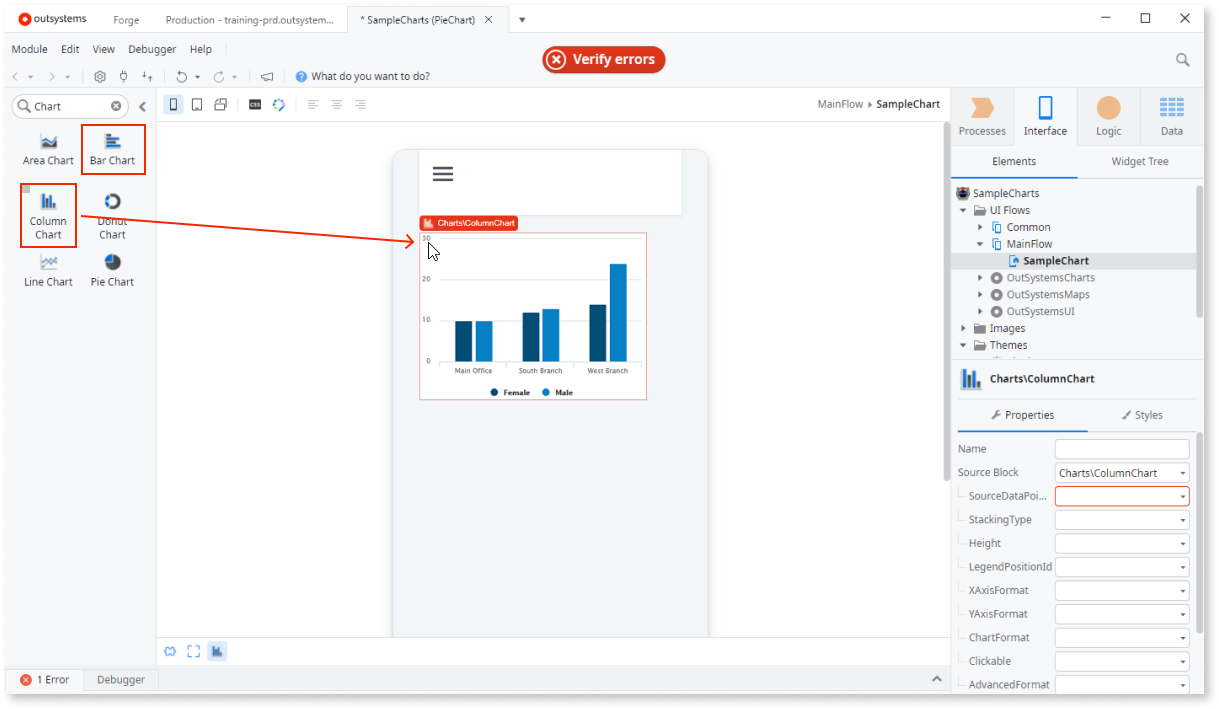 outsystems
Forge
Production - training-prd.outsystem...
* SampleCharts (PieChart)
Module Edit View Debugger Help
Verify errors
What do you want to do?
Chart
CSS
MainFlow SampleChart
Area Chart
Bar Chart
Column Chart
Donut Chart
Line Chart
Pie Chart
Charts\ColumnChart
30
20
10
0
Main Office South Branch West Branch
Female Male
Processes Interface Logic Data
Elements Widget Tree
SampleCharts
UI Flows
Common
MainFlow
SampleChart
OutSystemsCharts
OutSystemsMaps
OutSystemsUI
Images
Themes
Charts\ColumnChart
Properties Styles
Name
Source Block Charts\ColumnChart
SourceDataPoi...
StackingType
Height
LegendPositionId
XAxisFormat
YAxisFormat
ChartFormat
Clickable
AdvancedFormat
1 Error Debugger